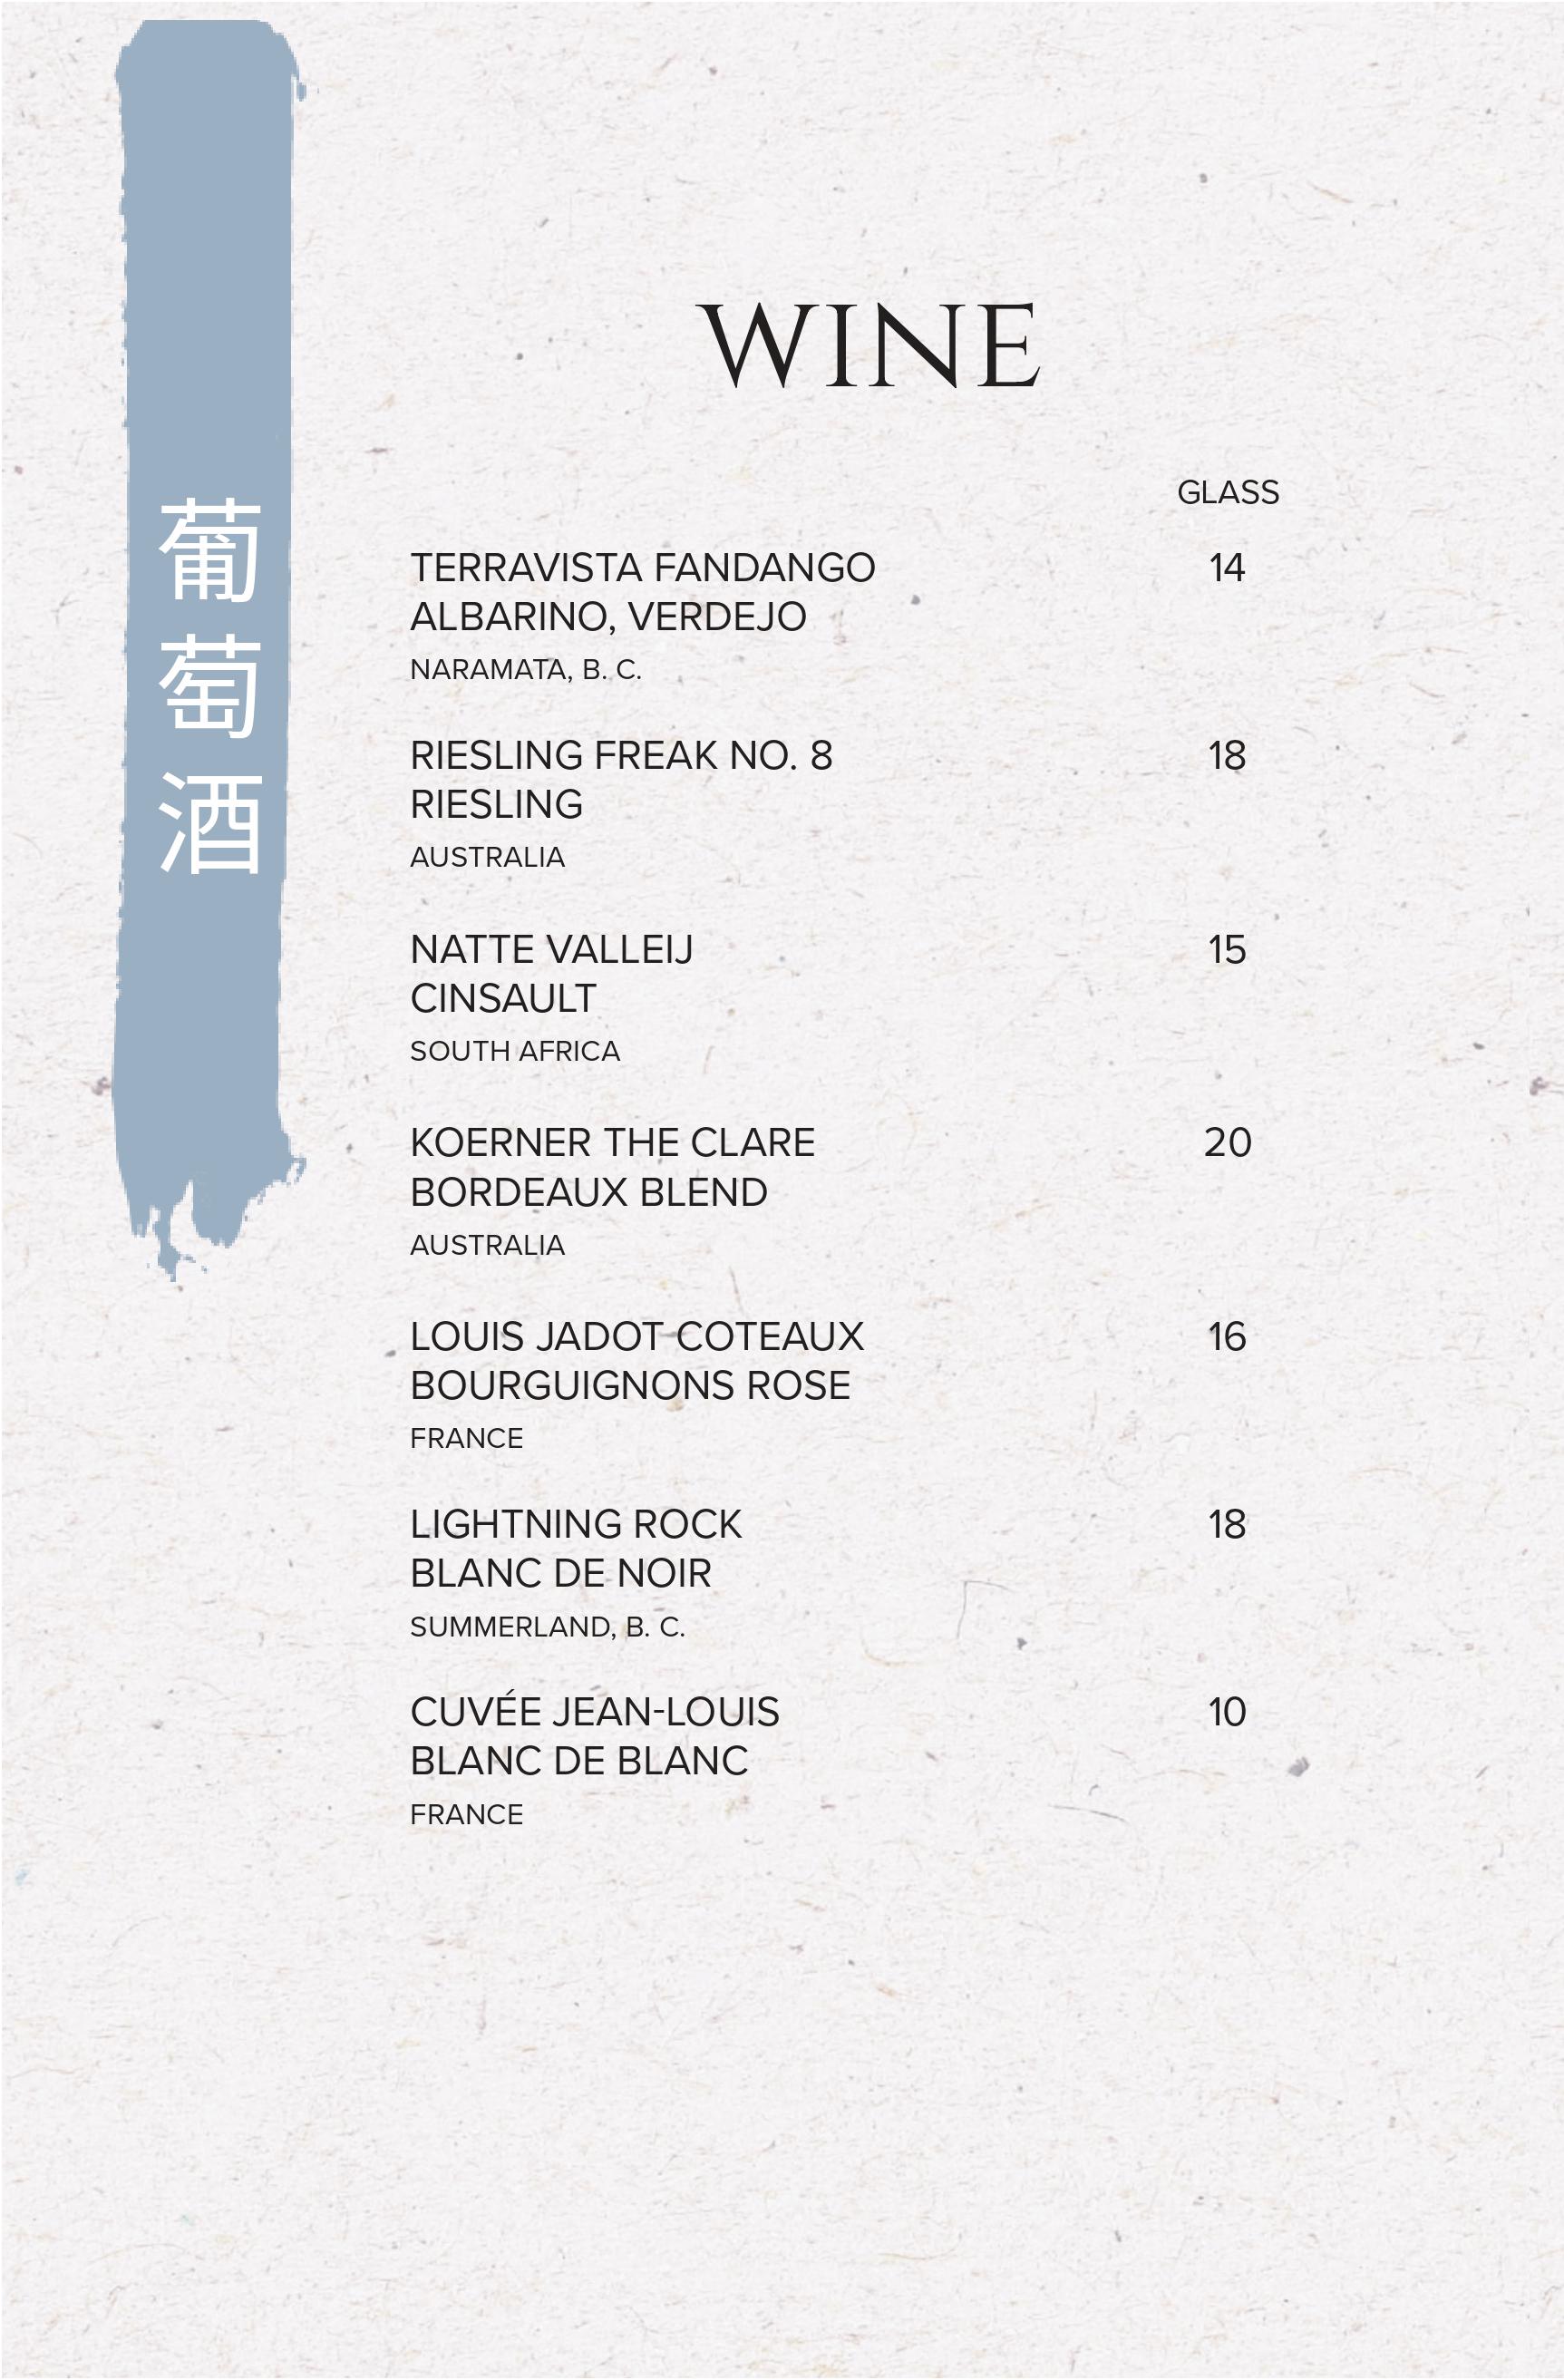 葡萄酒
WINE
GLASS
TERRAVISTA FANDANGO 14
ALBARINO, VERDEJO
NARAMATA, B. C.
RIESLING FREAK NO. 8 18
RIESLING
AUSTRALIA
NATTE VALLEIJ 15
CINSAULT
SOUTH AFRICA
KOERNER THE CLARE 20
BORDEAUX BLEND
AUSTRALIA
LOUIS JADOT COTEAUX 16
BOURGUIGNONS ROSE
FRANCE
LIGHTNING ROCK 18
BLANC DE NOIR
SUMMERLAND, B. C.
CUVÉE JEAN-LOUIS 10
BLANC DE BLANC
FRANCE